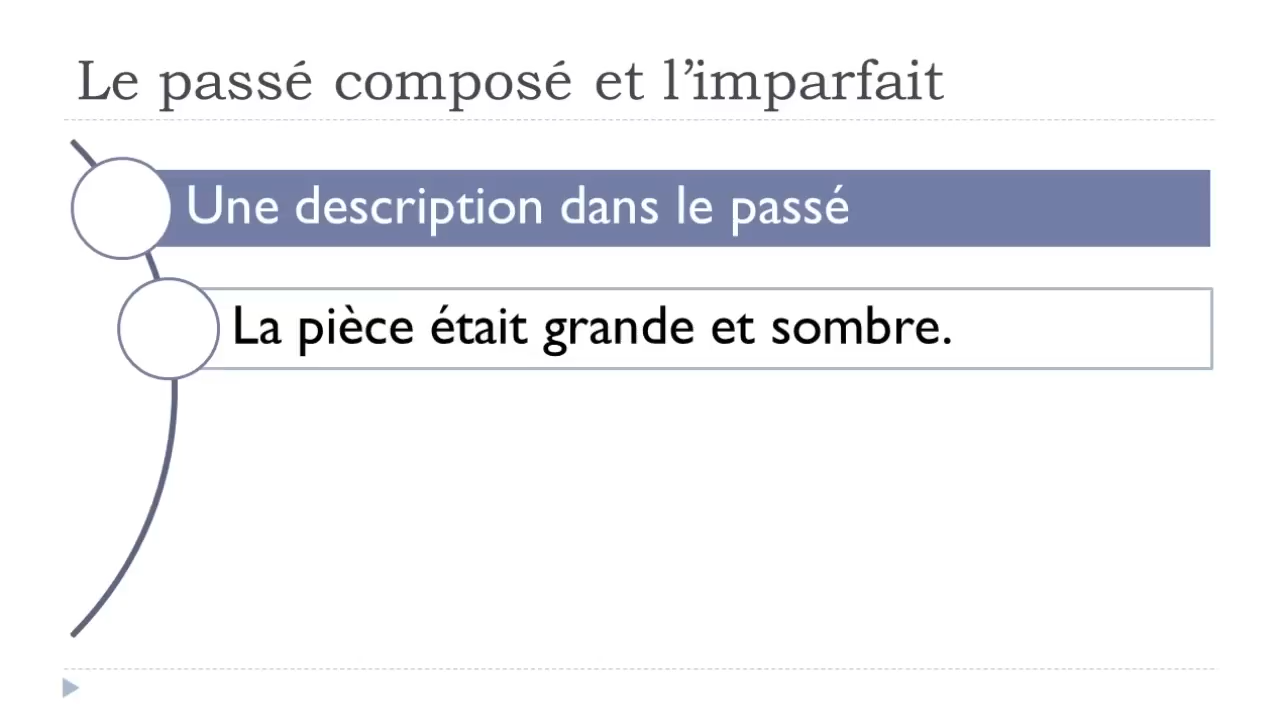 Le passé composé et l’imparfait
Une description dans le passé
La pièce était grande et sombre.